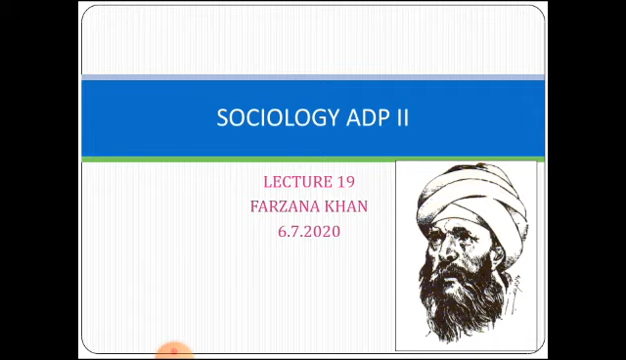 SOCIOLOGY ADP II
LECTURE 19
FARZANA KHAN
6.7.2020